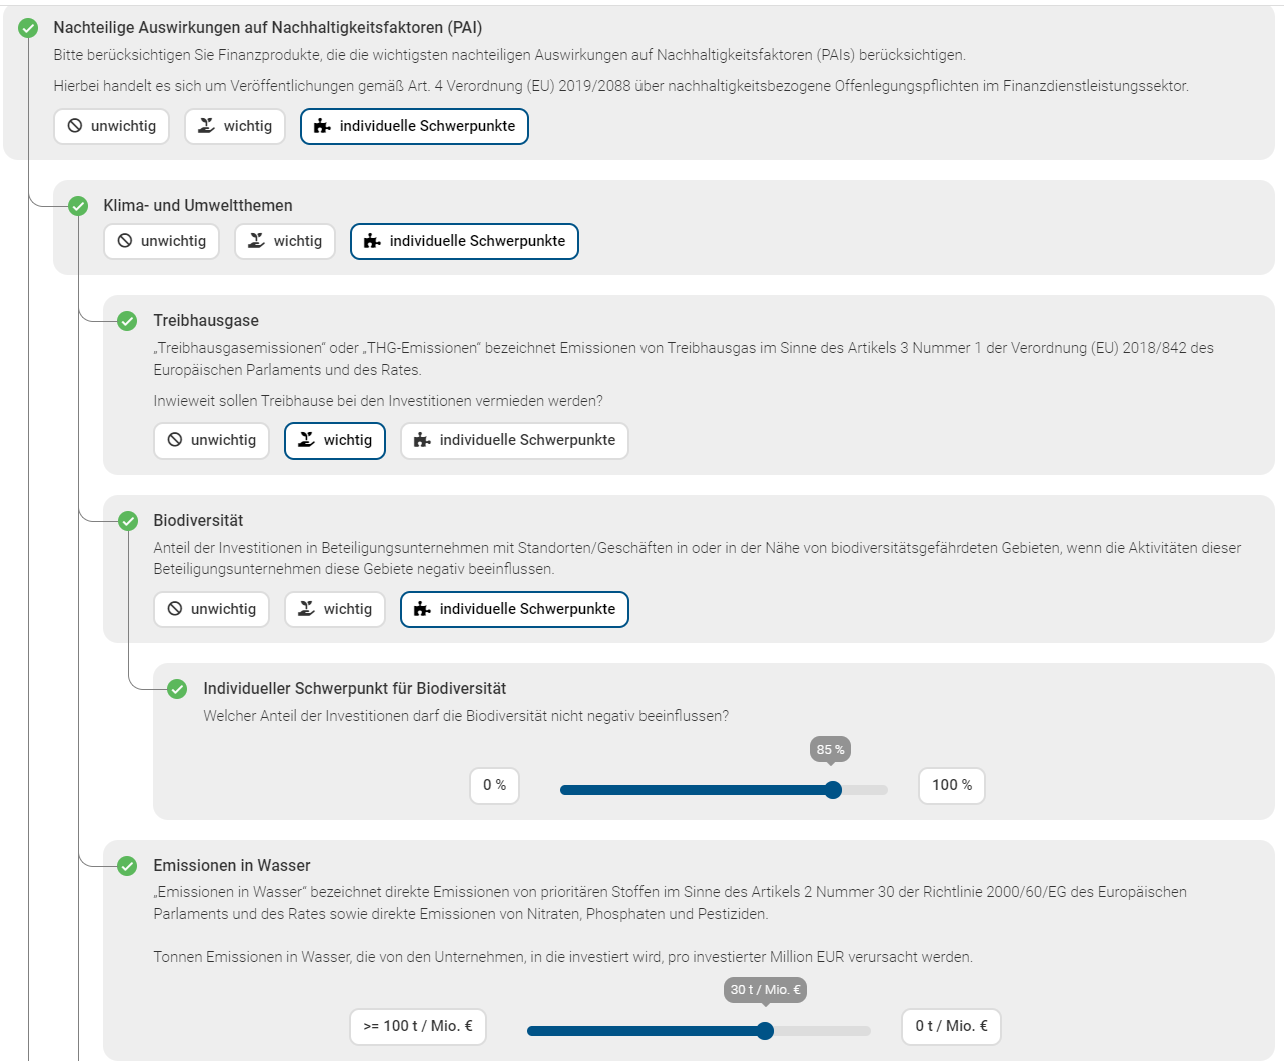 Nachteilige Auswirkungen auf Nachhaltigkeitsfaktoren (PAI)
Bitte berücksichtigen Sie Finanzprodukte, die die wichtigsten nachteiligen Auswirkungen auf Nachhaltigkeitsfaktoren (PAIs) berücksichtigen.
Hierbei handelt es sich um Veröffentlichungen gemäß Art. 4 Verordnung (EU) 2019/2088 über nachhaltigkeitsbezogene Offenlegungspflichten im Finanzdienstleistungssektor.
unwichtig wichtig individuelle Schwerpunkte
Klima- und Umweltthemen
unwichtig wichtig individuelle Schwerpunkte
Treibhausgase
„Treibhausgasemissionen“ oder „THG-Emissionen“ bezeichnet Emissionen von Treibhausgas im Sinne des Artikels 3 Nummer 1 der Verordnung (EU) 2018/842 des
Europäischen Parlaments und des Rates.
Inwieweit sollen Treibhause bei den Investitionen vermieden werden?
unwichtig wichtig individuelle Schwerpunkte
Biodiversität
Anteil der Investitionen in Beteiligungsunternehmen mit Standorten/Geschäften in oder in der Nähe von biodiversitätsgefährdeten Gebieten, wenn die Aktivitäten dieser
Beteiligungsunternehmen diese Gebiete negativ beeinflussen.
unwichtig wichtig individuelle Schwerpunkte
Individueller Schwerpunkt für Biodiversität
Welcher Anteil der Investitionen darf die Biodiversität nicht negativ beeinflussen?
85 %
0 % 100 %
Emissionen in Wasser
„Emissionen in Wasser“ bezeichnet direkte Emissionen von prioritären Stoffen im Sinne des Artikels 2 Nummer 30 der Richtlinie 2000/60/EG des Europäischen
Parlaments und des Rates sowie direkte Emissionen von Nitraten, Phosphaten und Pestiziden.
Tonnen Emissionen in Wasser, die von den Unternehmen, in die investiert wird, pro investierter Million EUR verursacht werden.
30 t / Mio. €
>= 100 t / Mio. € 0 t / Mio. €